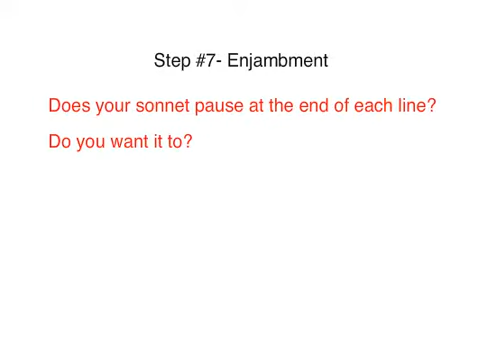 Step #7- Enjambment
Does your sonnet pause at the end of each line?
Do you want it to?